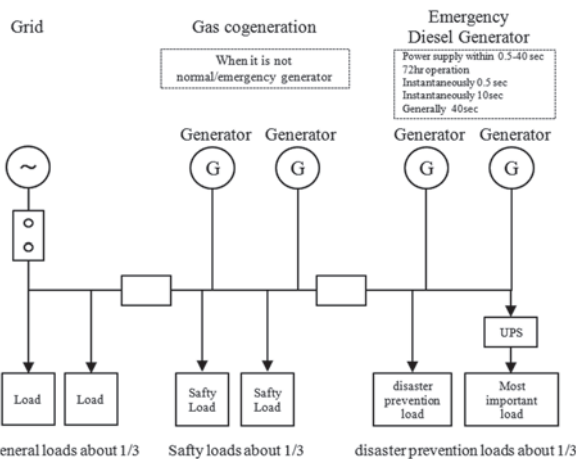 Grid
Gas cogeneration
Emergency
Diesel Generator
When it is not
normal/emergency generator
Power supply within 0.5-40 sec
72hr operation
Instantaneously 0.5 sec
Instantaneously 10sec
Generally 40sec
Generator Generator
Generator Generator
~
G
G
G
G
UPS
Load
Load
Safty
Load
Safty
Load
disaster
prevention
load
Most
important
load
eneral loads about 1/3
Safty loads about 1/3
disaster prevention loads about 1/3